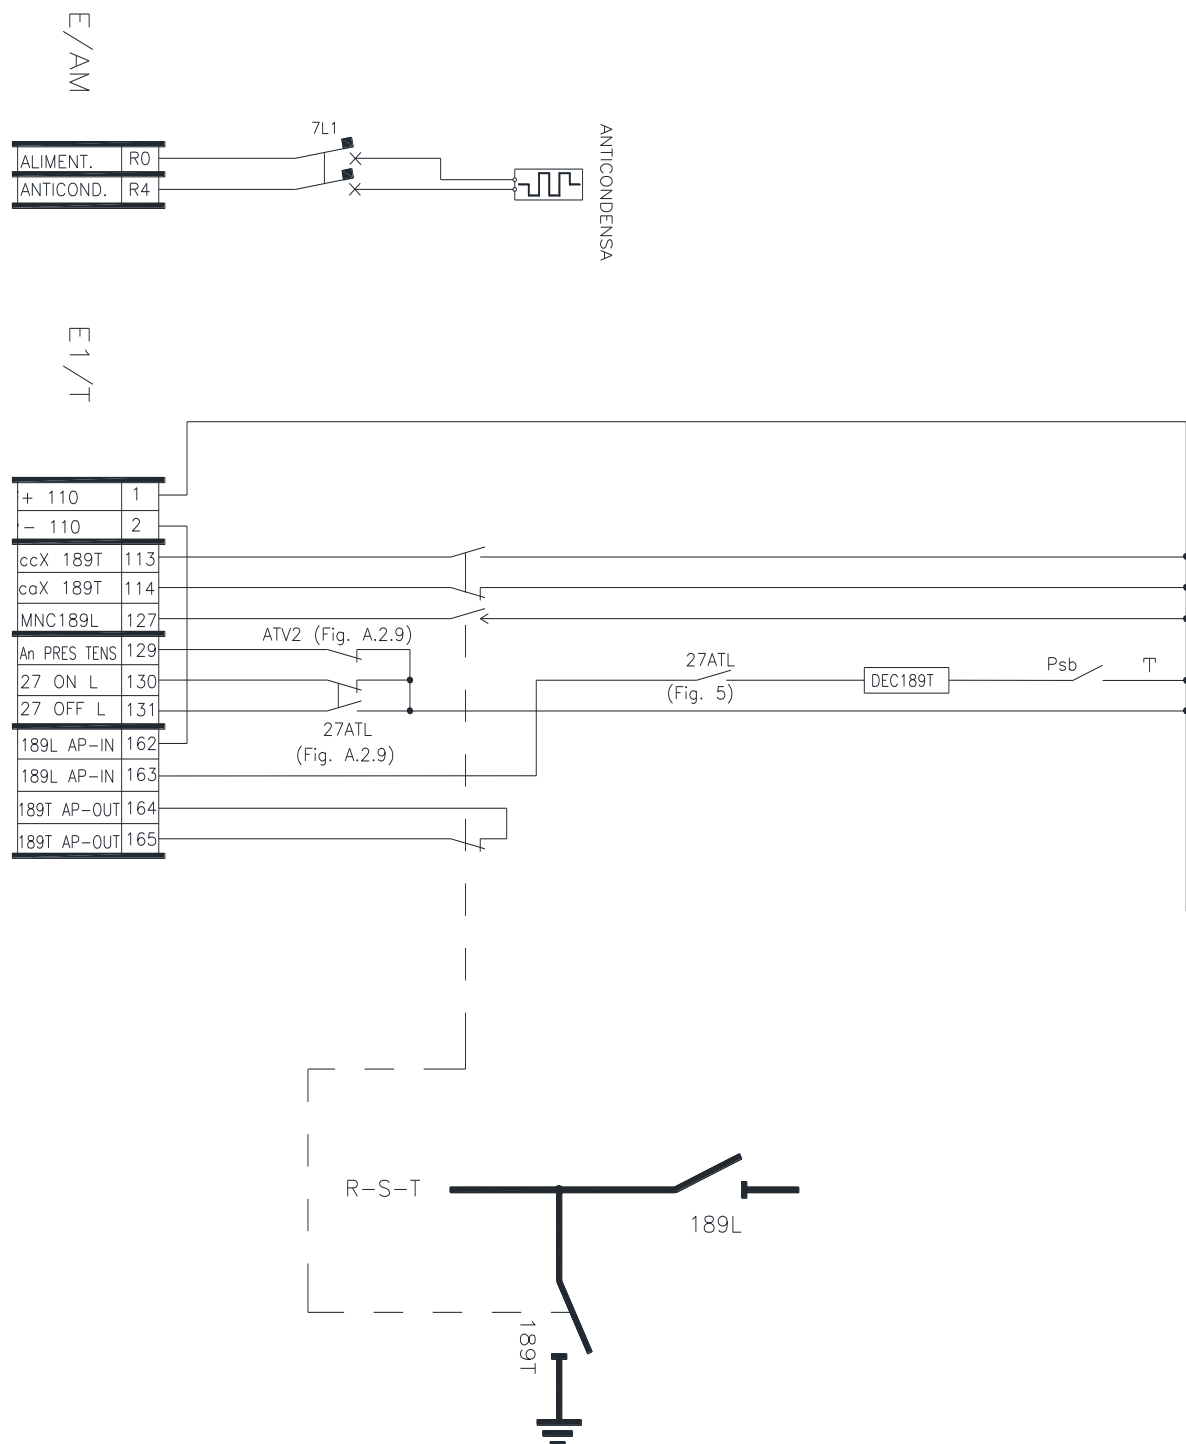 E/AM
7L1
ALIMENT. R0
ANTICOND. R4
ANTICONDENSA
E1/T
+ 110 1
- 110 2
ccX 189T 113
caX 189T 114
MNC189L 127
An PRES TENS 129
27 ON L 130
27 OFF L 131
189L AP-IN 162
189L AP-IN 163
189T AP-OUT 164
189T AP-OUT 165
ATV2 (Fig. A.2.9)
27ATL
(Fig. A.2.9)
27ATL
(Fig. 5)
DEC189T
Psb
R-S-T
189L
189T